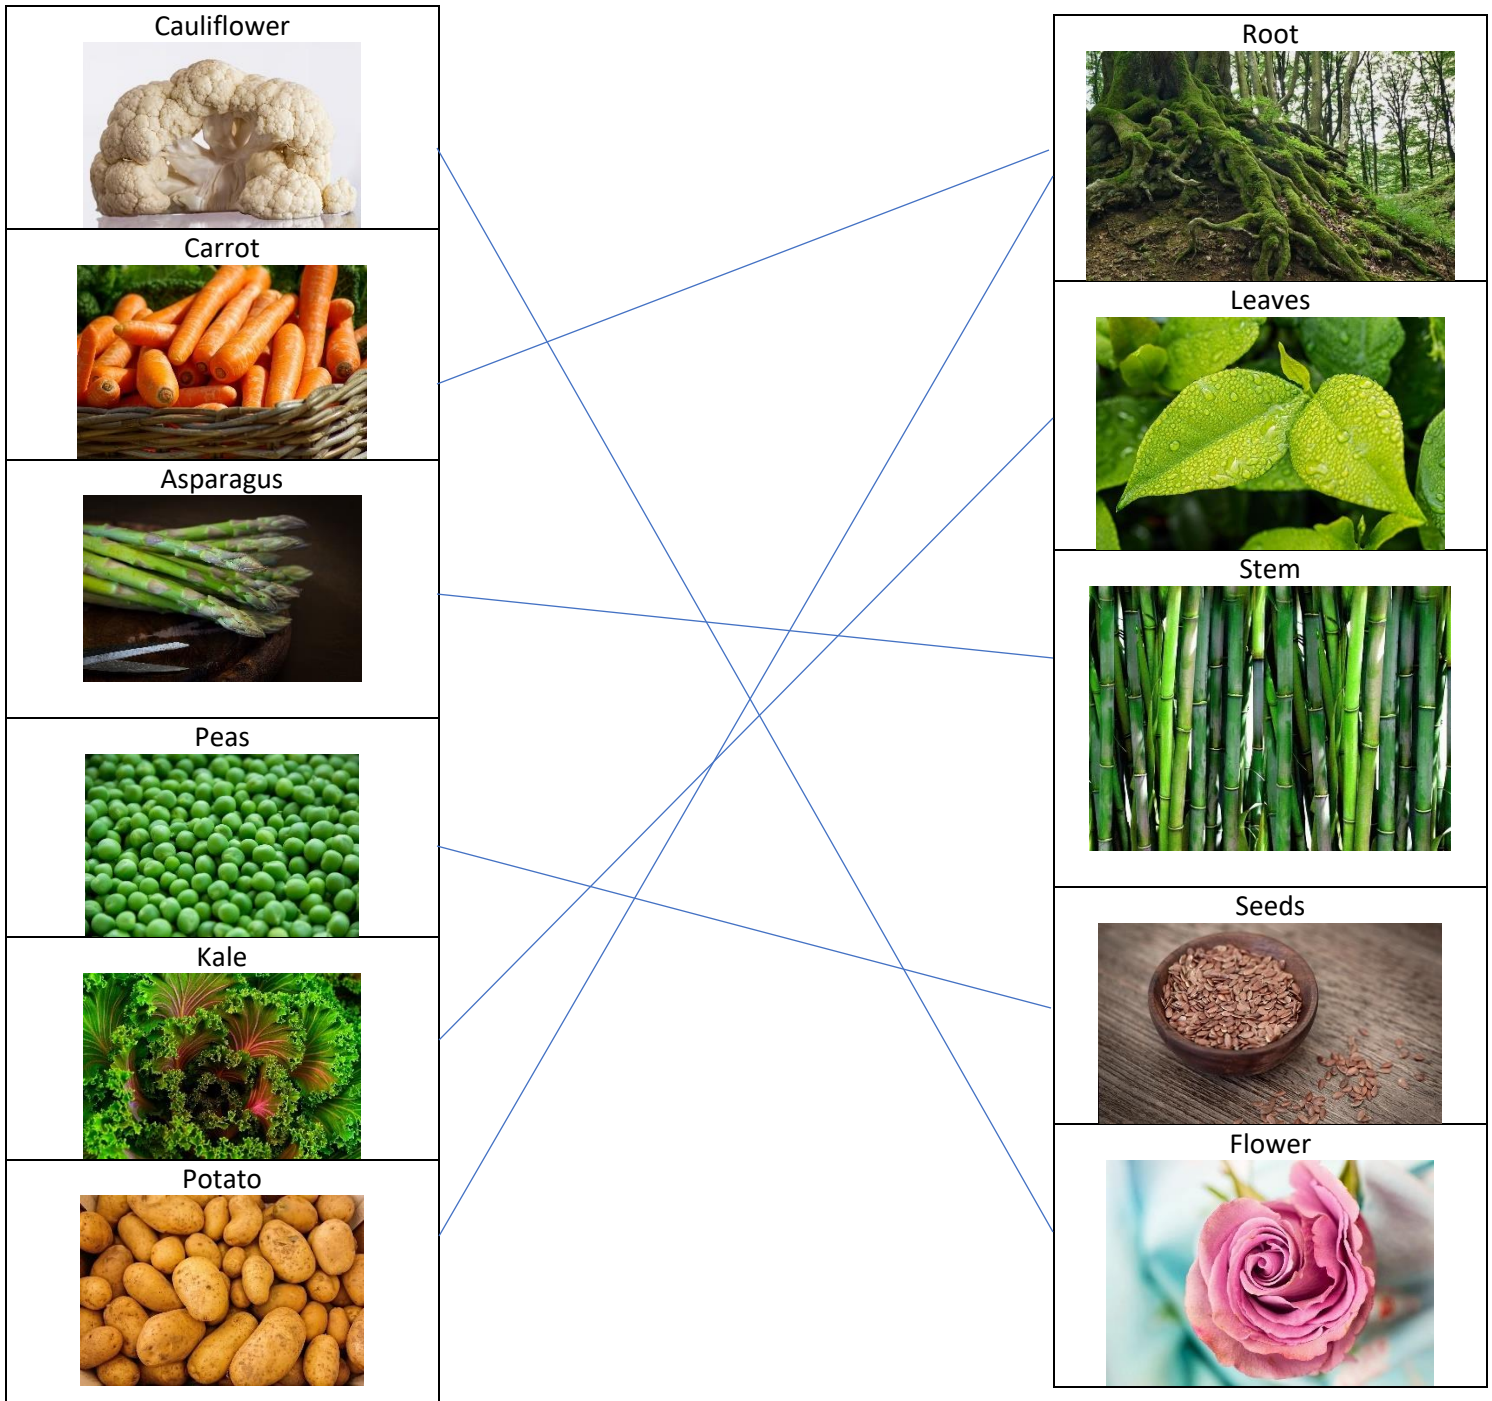 Cauliflower
Carrot
Asparagus
Peas
Kale
Potato
Root
Leaves
Stem
Seeds
Flower